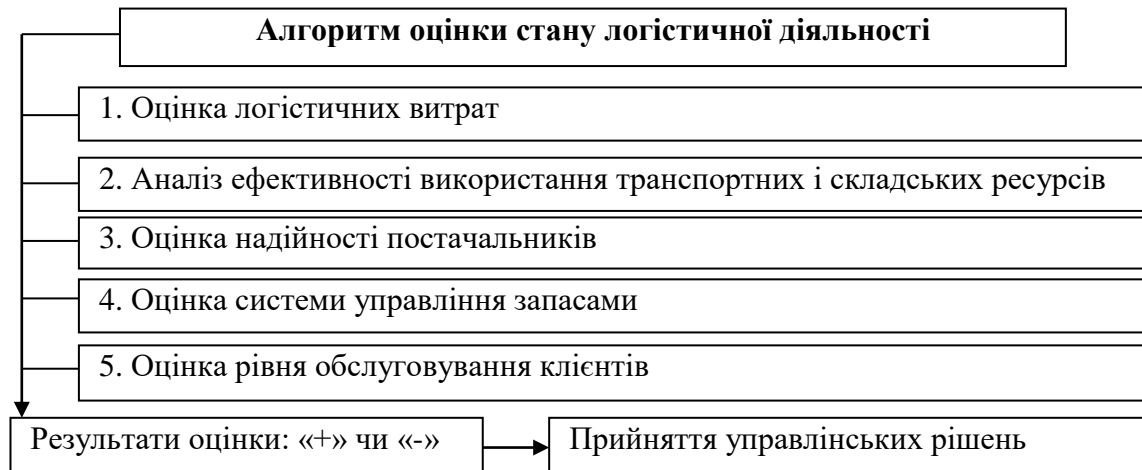 Алгоритм оцінки стану логістичної діяльності
1. Оцінка логістичних витрат
2. Аналіз ефективності використання транспортних і складських ресурсів
3. Оцінка надійності постачальників
4. Оцінка системи управління запасами
5. Оцінка рівня обслуговування клієнтів
Результати оцінки: «+» чи «-»
Прийняття управлінських рішень